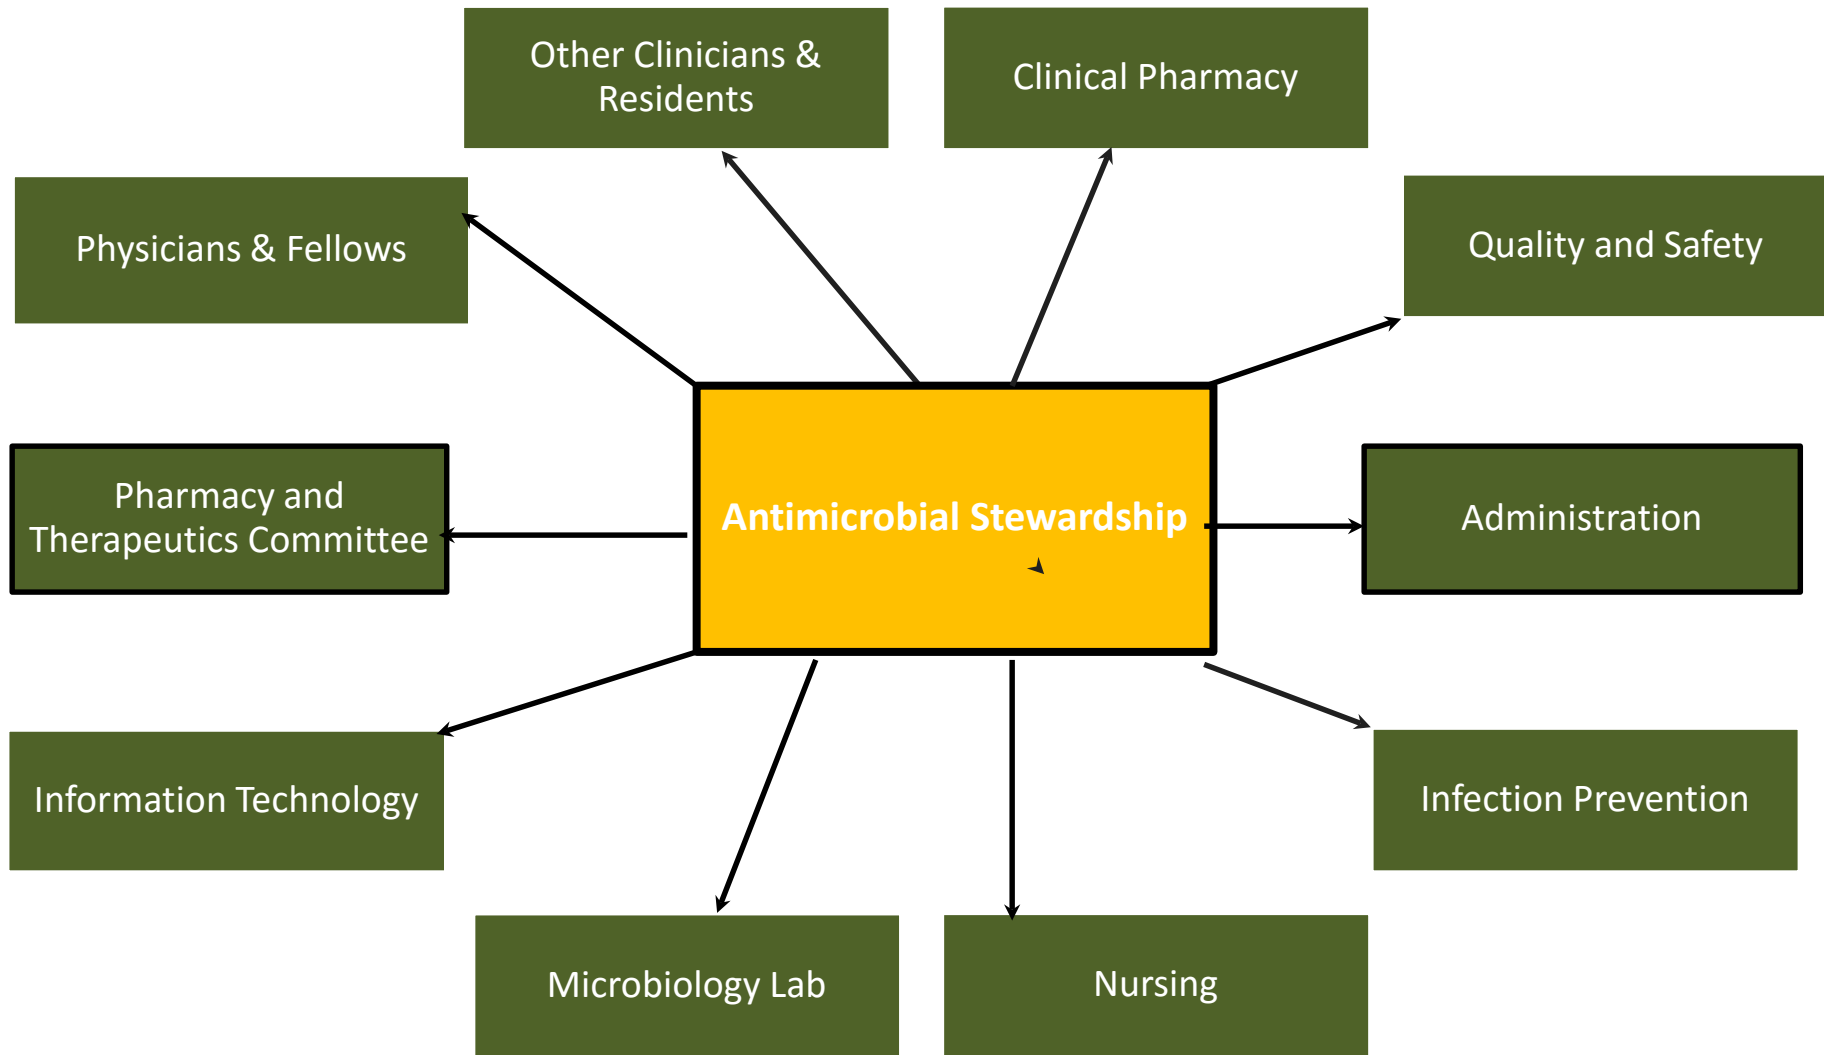 Other Clinicians &
Residents
Clinical Pharmacy
Physicians & Fellows
Quality and Safety
Pharmacy and
Therapeutics Committee
Antimicrobial Stewardship
Administration
Information Technology
Infection Prevention
Microbiology Lab
Nursing